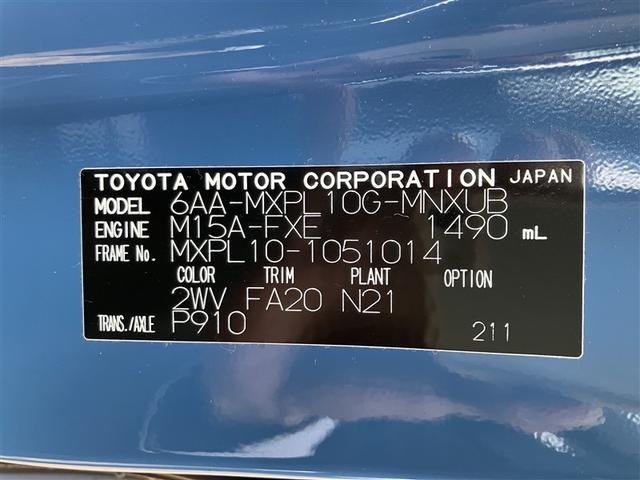 TOYOTA MOTOR CORPORATION JAPAN
MODEL 6AA-MXPL10G-MNXUB
ENGINE M15A-FXE 1490 mL
FRAME No. MXPL10-1051014
COLOR TRIM PLANT OPTION
2WV FA20 N21
TRANS./AXLE P910
211